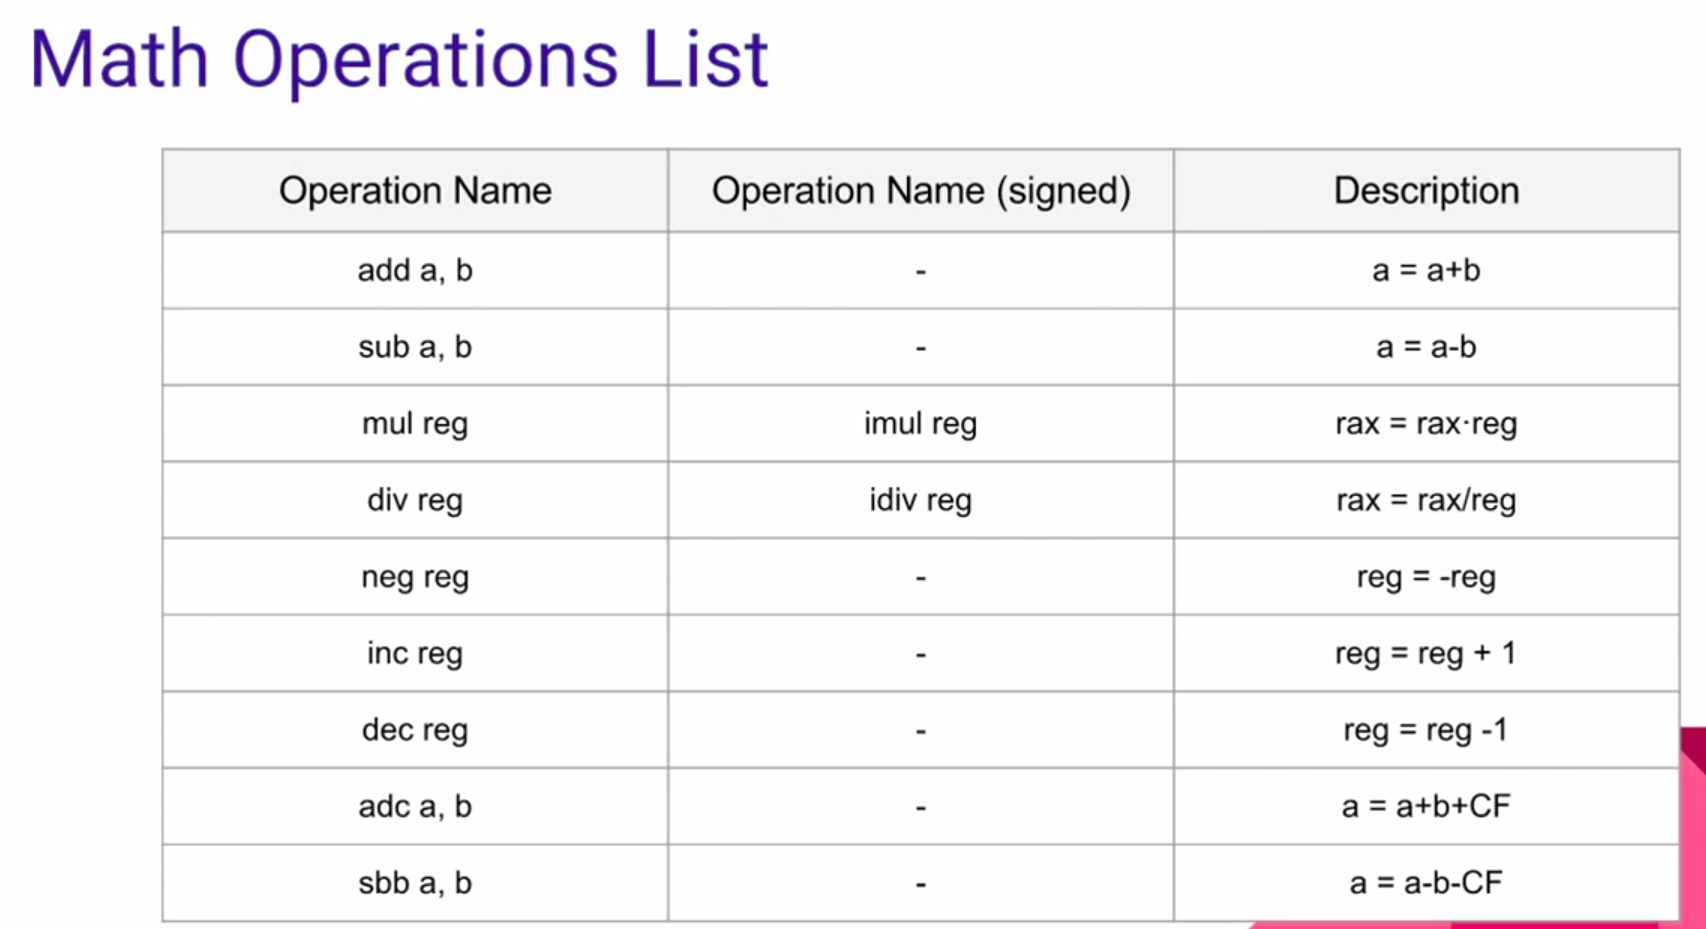 Math Operations List
Operation Name Operation Name (signed) Description
add a, b - a = a+b
sub a, b - a = a-b
mul reg imul reg rax = rax·reg
div reg idiv reg rax = rax/reg
neg reg - reg = -reg
inc reg - reg = reg + 1
dec reg - reg = reg -1
adc a, b - a = a+b+CF
sbb a, b - a = a-b-CF